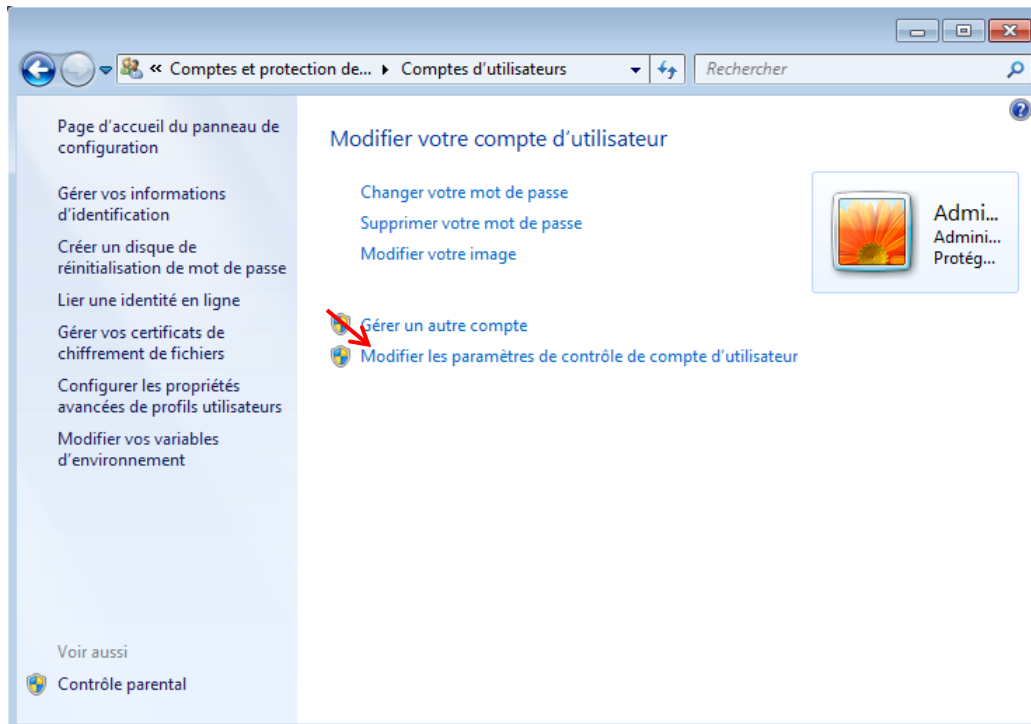 « Comptes et protection de... Comptes d'utilisateurs
Rechercher
Page d'accueil du panneau de
configuration
Gérer vos informations
d'identification
Créer un disque de
réinitialisation de mot de passe
Lier une identité en ligne
Gérer vos certificats de
chiffrement de fichiers
Configurer les propriétés
avancées de profils utilisateurs
Modifier vos variables
d'environnement
Voir aussi
Contrôle parental
Modifier votre compte d'utilisateur
Changer votre mot de passe
Supprimer votre mot de passe
Modifier votre image
Admi...
Admini...
Protég...
Gérer un autre compte
Modifier les paramètres de contrôle de compte d'utilisateur